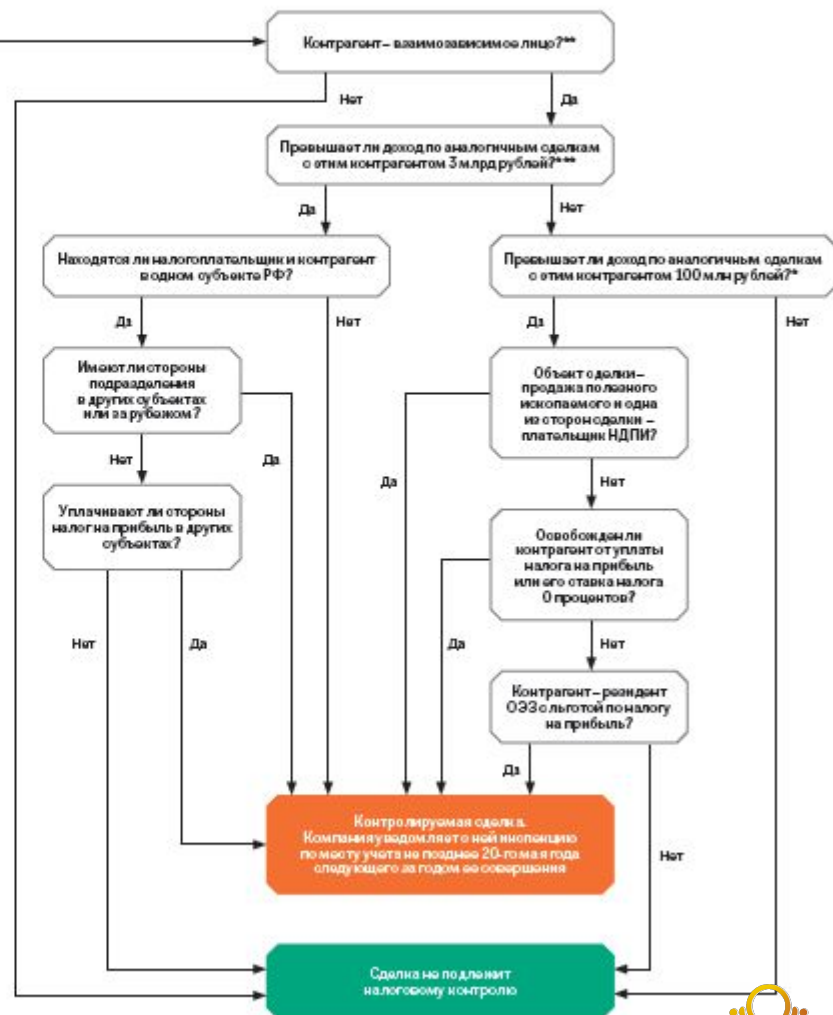 Контрагент – взаимозависимое лицо?**
Нет
Да
Превышает ли доход по аналогичным сделкам
с этим контрагентом 3 млрд рублей?***
Да
Нет
Находятся ли налогоплательщик и контрагент
в одном субъекте РФ?
Превышает ли доход по аналогичным сделкам
с этим контрагентом 100 млн рублей?*
Да
Нет
Да
Нет
Имеют ли стороны
подразделения
в других субъектах
или за рубежом?
Объект сделки –
продажа полезного
ископаемого и одна
из сторон сделки –
плательщик НДПИ?
Нет
Да
Да
Нет
Уплачивают ли стороны
налог на прибыль в других
субъектах?
Освобожден ли
контрагент от уплаты
налога на прибыль
или его ставка налога
0 процентов?
Нет
Да
Да
Нет
Контрагент – резидент
ОЭЗ с льготой по налогу
на прибыль?
Да
Нет
Контролируемая сделка.
Компания уведомляет о ней инспекцию
по месту учета не позднее 20-го мая года
следующего за годом ее совершения
Сделка не подлежит
налоговому контролю